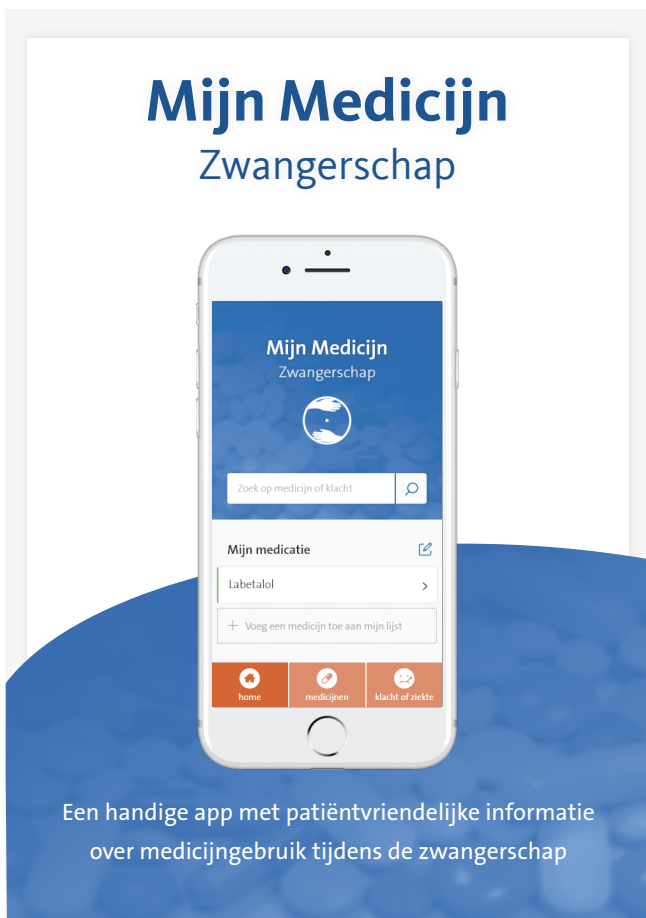 Mijn Medicijn
Zwangerschap
Mijn Medicijn
Zwangerschap
Zoek op medicijn of klacht
Mijn medicatie
Labetalol
Voeg een medicijn toe aan mijn lijst
home medicijnen klacht of ziekte
Een handige app met patiëntvriendelijke informatie
over medicijngebruik tijdens de zwangerschap